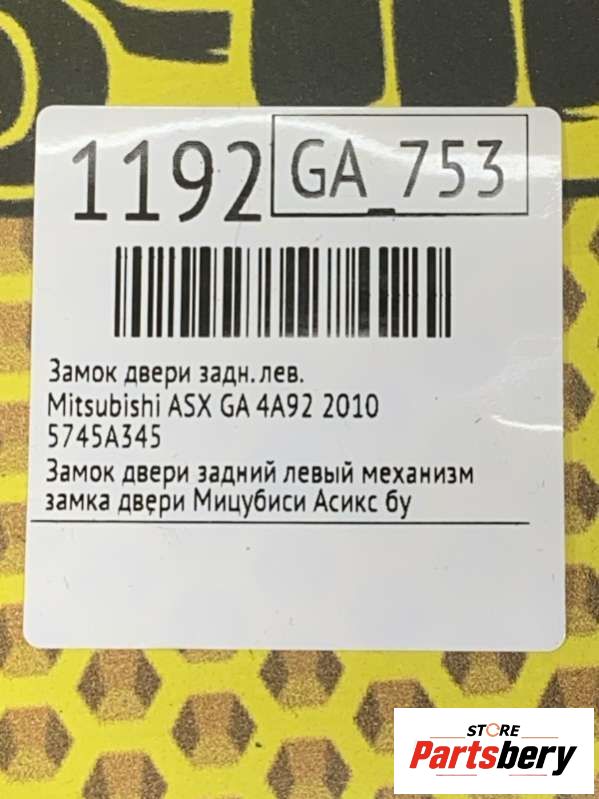 1192 GA_753
Замок двери задн. лев.
Mitsubishi ASX GA 4A92 2010
5745A345
Замок двери задний левый механизм
замка двери Мицубиси Асикс бу
STORE
Partsbery